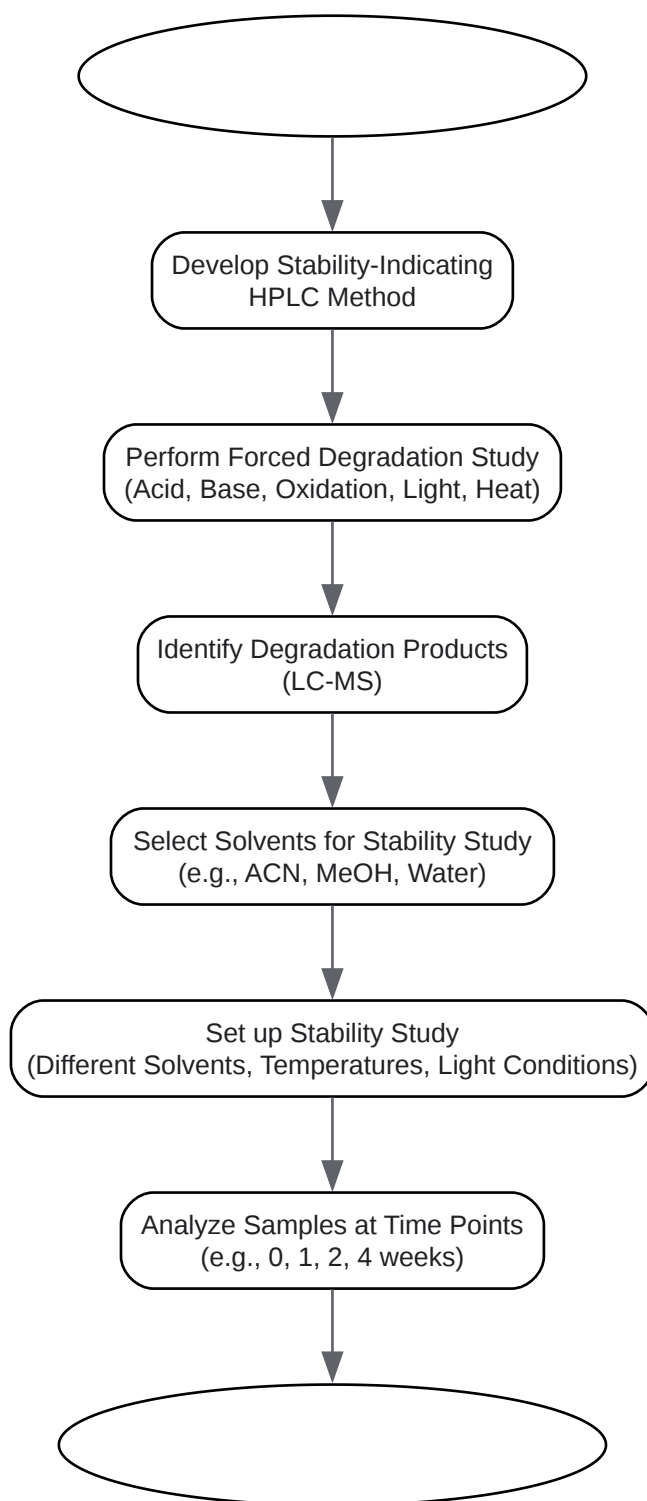 Develop Stability-Indicating
HPLC Method
Perform Forced Degradation Study
(Acid, Base, Oxidation, Light, Heat)
Identify Degradation Products
(LC-MS)
Select Solvents for Stability Study
(e.g., ACN, MeOH, Water)
Set up Stability Study
(Different Solvents, Temperatures, Light Conditions)
Analyze Samples at Time Points
(e.g., 0, 1, 2, 4 weeks)